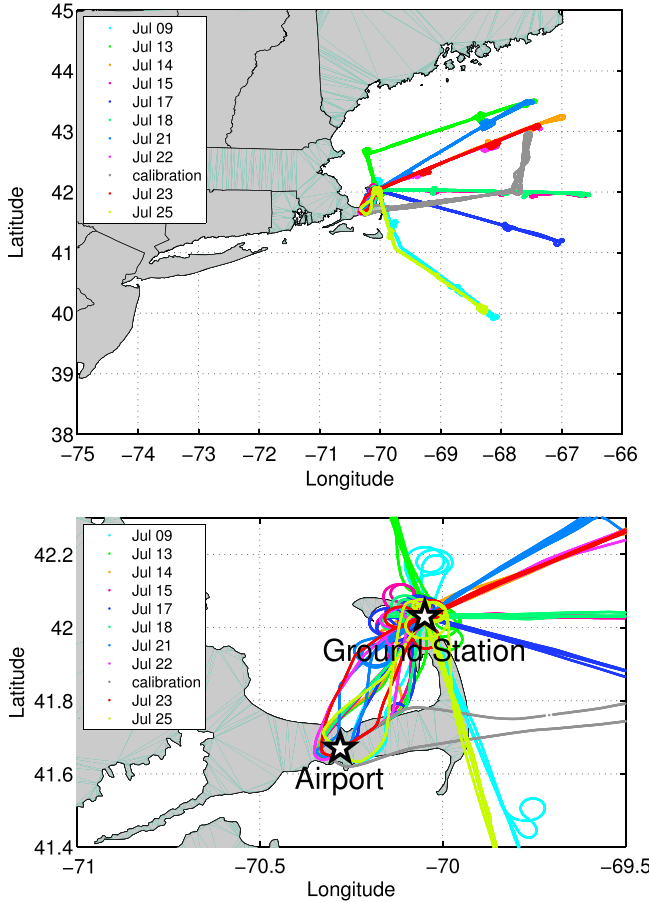 45
44
43
42
41
40
39
38
Latitude
Jul 09
Jul 13
Jul 14
Jul 15
Jul 17
Jul 18
Jul 21
Jul 22
calibration
Jul 23
Jul 25
−75 −74 −73 −72 −71 −70 −69 −68 −67 −66
Longitude
42.2
42
41.8
41.6
41.4
Latitude
Jul 09
Jul 13
Jul 14
Jul 15
Jul 17
Jul 18
Jul 21
Jul 22
calibration
Jul 23
Jul 25
Ground Station
Airport
−71 −70.5 −70 −69.5
Longitude